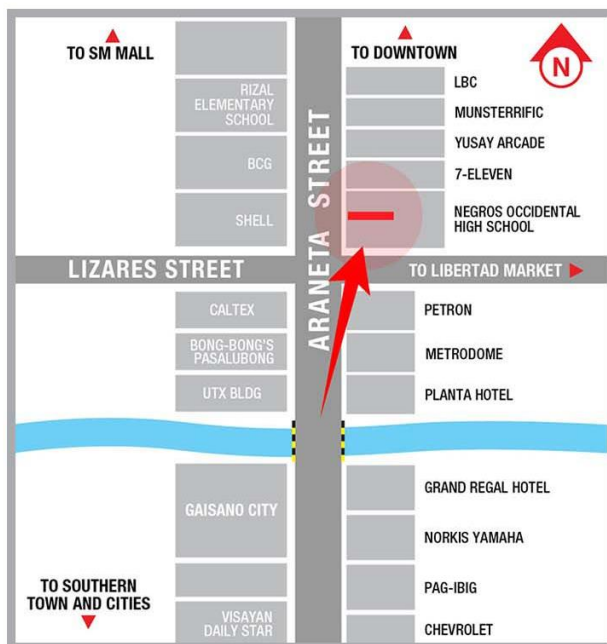 TO SM MALL
TO DOWNTOWN
N
RIZAL
ELEMENTARY
SCHOOL
BCG
SHELL
ARANETA STREET
LBC
MUNSTERRIFIC
YUSAY ARCADE
7-ELEVEN
NEGROS OCCIDENTAL
HIGH SCHOOL
LIZARES STREET
TO LIBERTAD MARKET
CALTEX
BONG-BONG'S
PASALUBONG
UTX BLDG
PETRON
METRODOME
PLANTA HOTEL
GAISANO CITY
GRAND REGAL HOTEL
NORKIS YAMAHA
PAG-IBIG
CHEVROLET
TO SOUTHERN
TOWN AND CITIES
VISAYAN
DAILY STAR